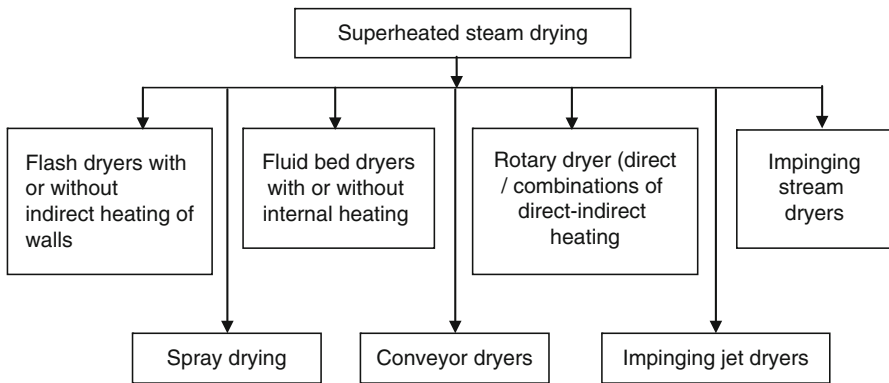 Superheated steam drying
Flash dryers with
or without
indirect heating of
walls
Fluid bed dryers
with or without
internal heating
Rotary dryer (direct
/ combinations of
direct-indirect
heating
Impinging
stream
dryers
Spray drying
Conveyor dryers
Impinging jet dryers